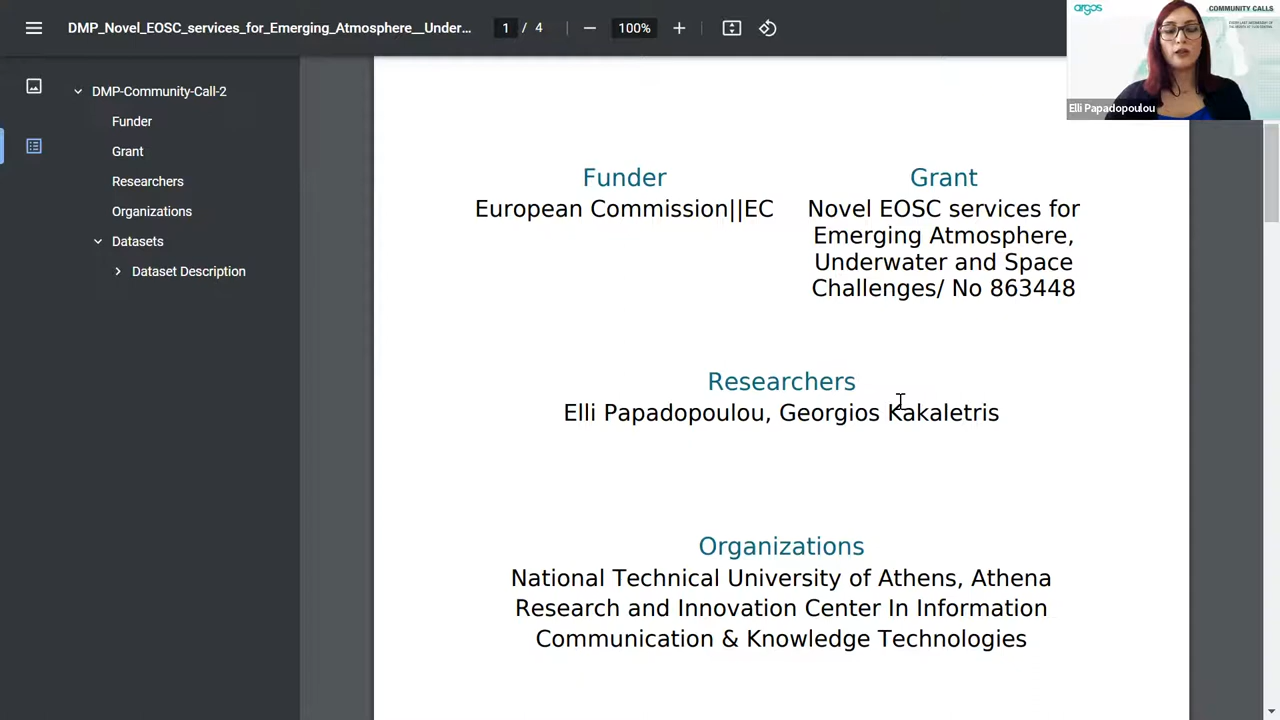 DMP_Novel_EOSC_services_for_Emerging_Atmosphere__Under...
1 / 4
100%
argos
COMMUNITY CALLS
Elli Papadopoulou
DMP-Community-Call-2
Funder
Grant
Researchers
Organizations
Datasets
Dataset Description
Funder
European Commission||EC
Grant
Novel EOSC services for
Emerging Atmosphere,
Underwater and Space
Challenges/ No 863448
Researchers
Elli Papadopoulou, Georgios Kakaletris
Organizations
National Technical University of Athens, Athena
Research and Innovation Center In Information
Communication & Knowledge Technologies